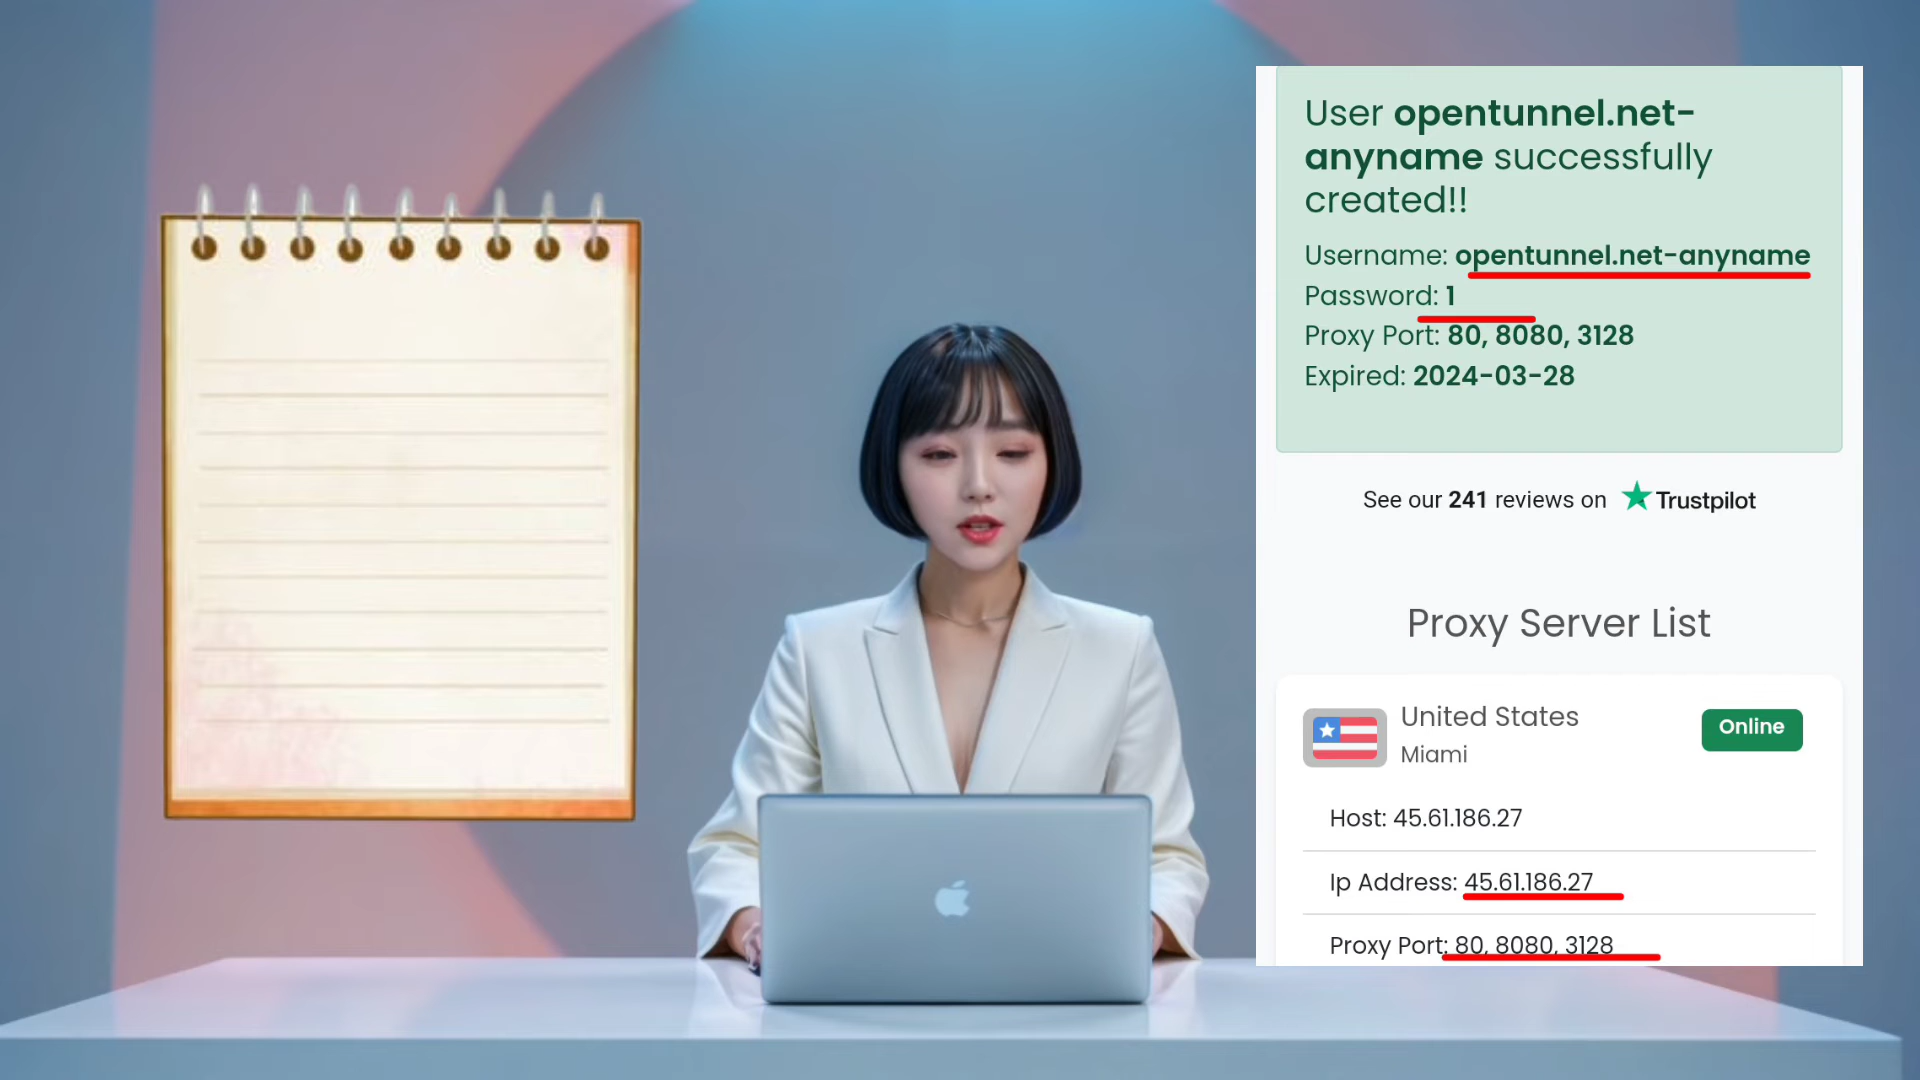 User opentunnel.net-
anyname successfully
created!!
Username: opentunnel.net-anyname
Password: 1
Proxy Port: 80, 8080, 3128
Expired: 2024-03-28
See our 241 reviews on Trustpilot
Proxy Server List
United States
Online
Miami
Host: 45.61.186.27
Ip Address: 45.61.186.27
Proxy Port: 80, 8080, 3128